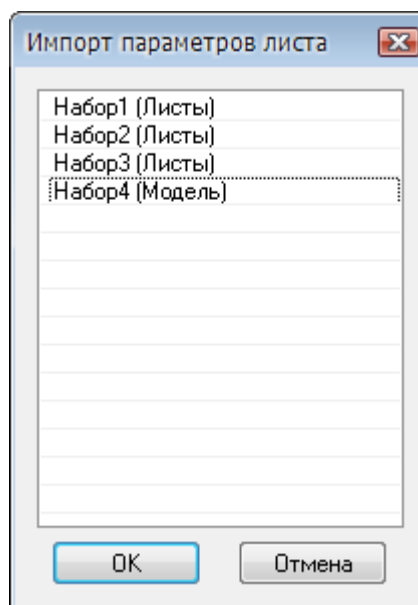 Импорт параметров листа
Набор1 (Листы)
Набор2 (Листы)
Набор3 (Листы)
Набор4 (Модель)
OK
Отмена